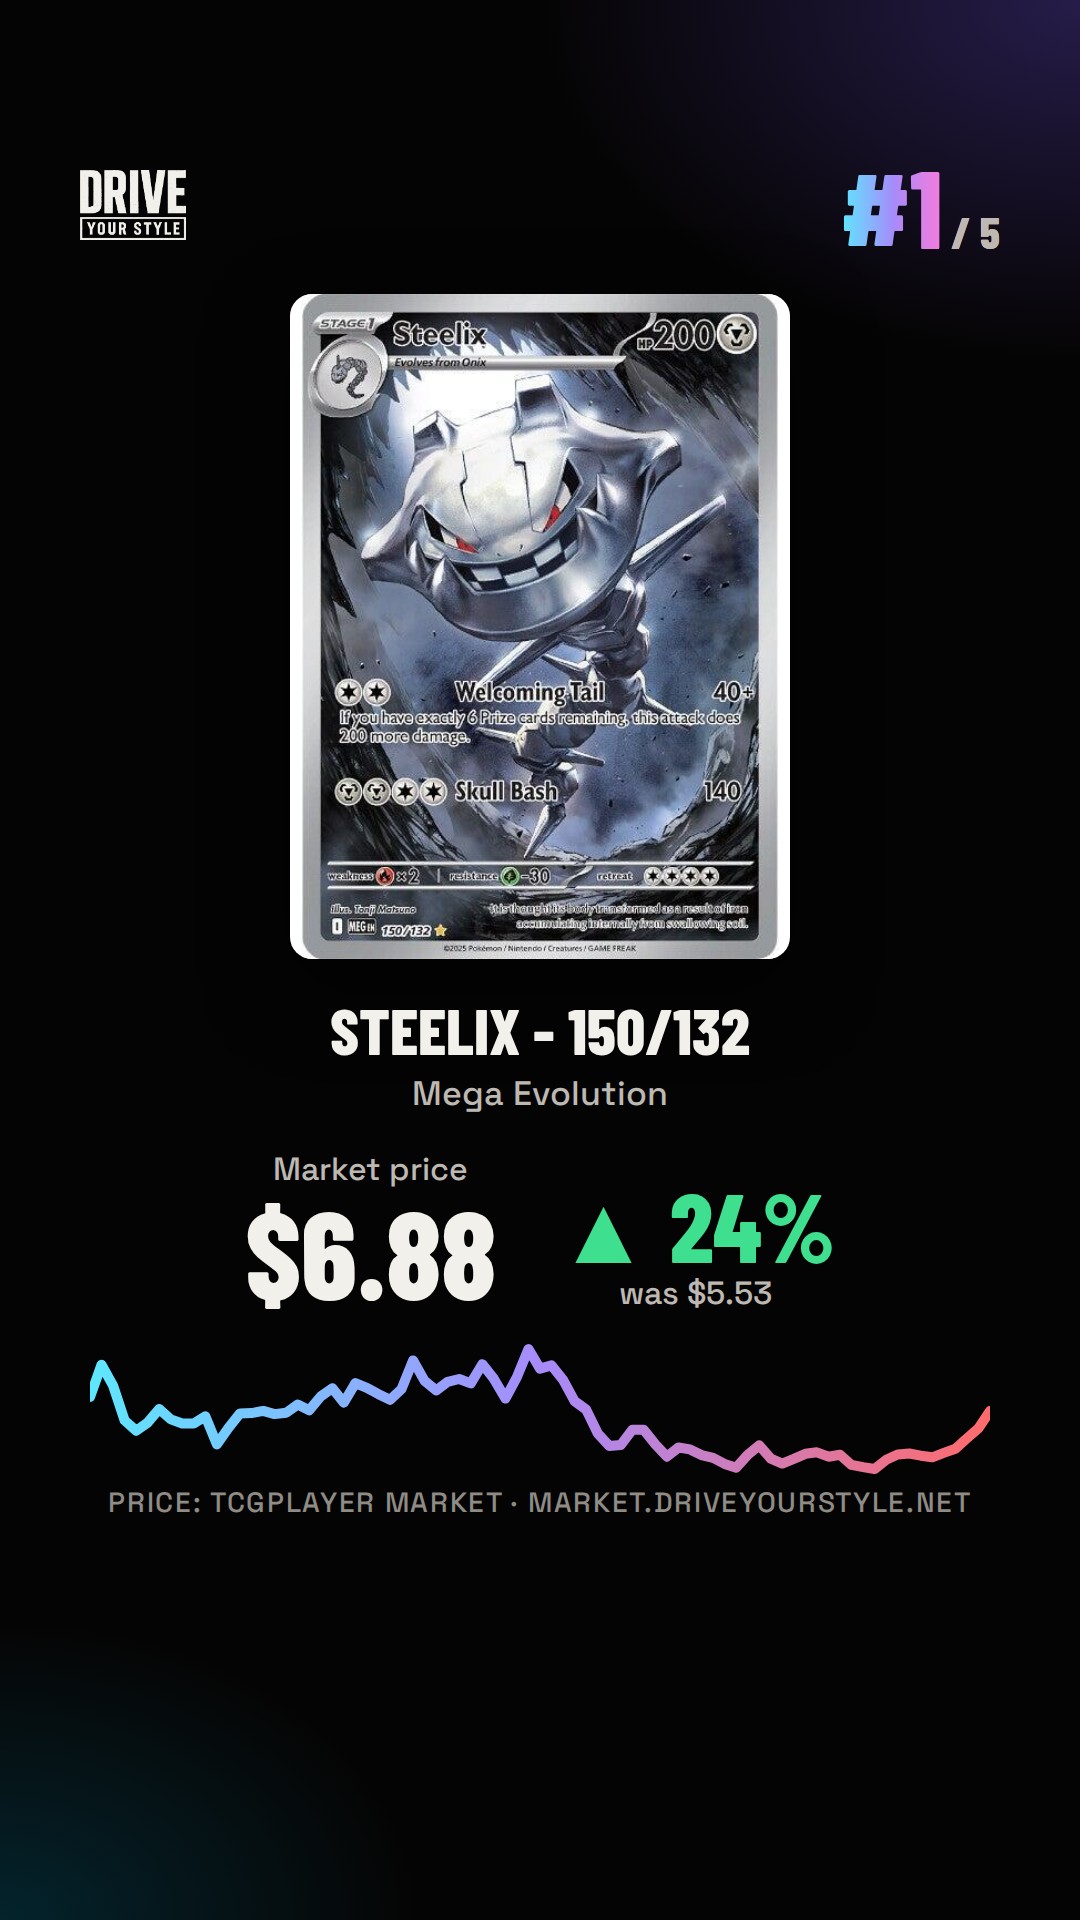 DRIVE
YOUR STYLE
#1 / 5
STAGE 1
Steelix
HP 200
Evolves from Onix
Welcoming Tail 40+
If you have exactly 6 Prize cards remaining, this attack does
200 more damage.
Skull Bash 140
weakness ×2 resistance -30 retreat
Illus. Tonji Matsuno
It is thought its body transformed as a result of iron
accumulating internally from swallowing soil.
I MEG EN 150/132
©2025 Pokémon / Nintendo / Creatures / GAME FREAK
STEELIX - 150/132
Mega Evolution
Market price
$6.88
▲ 24%
was $5.53
PRICE: TCGPLAYER MARKET · MARKET.DRIVEYOURSTYLE.NET